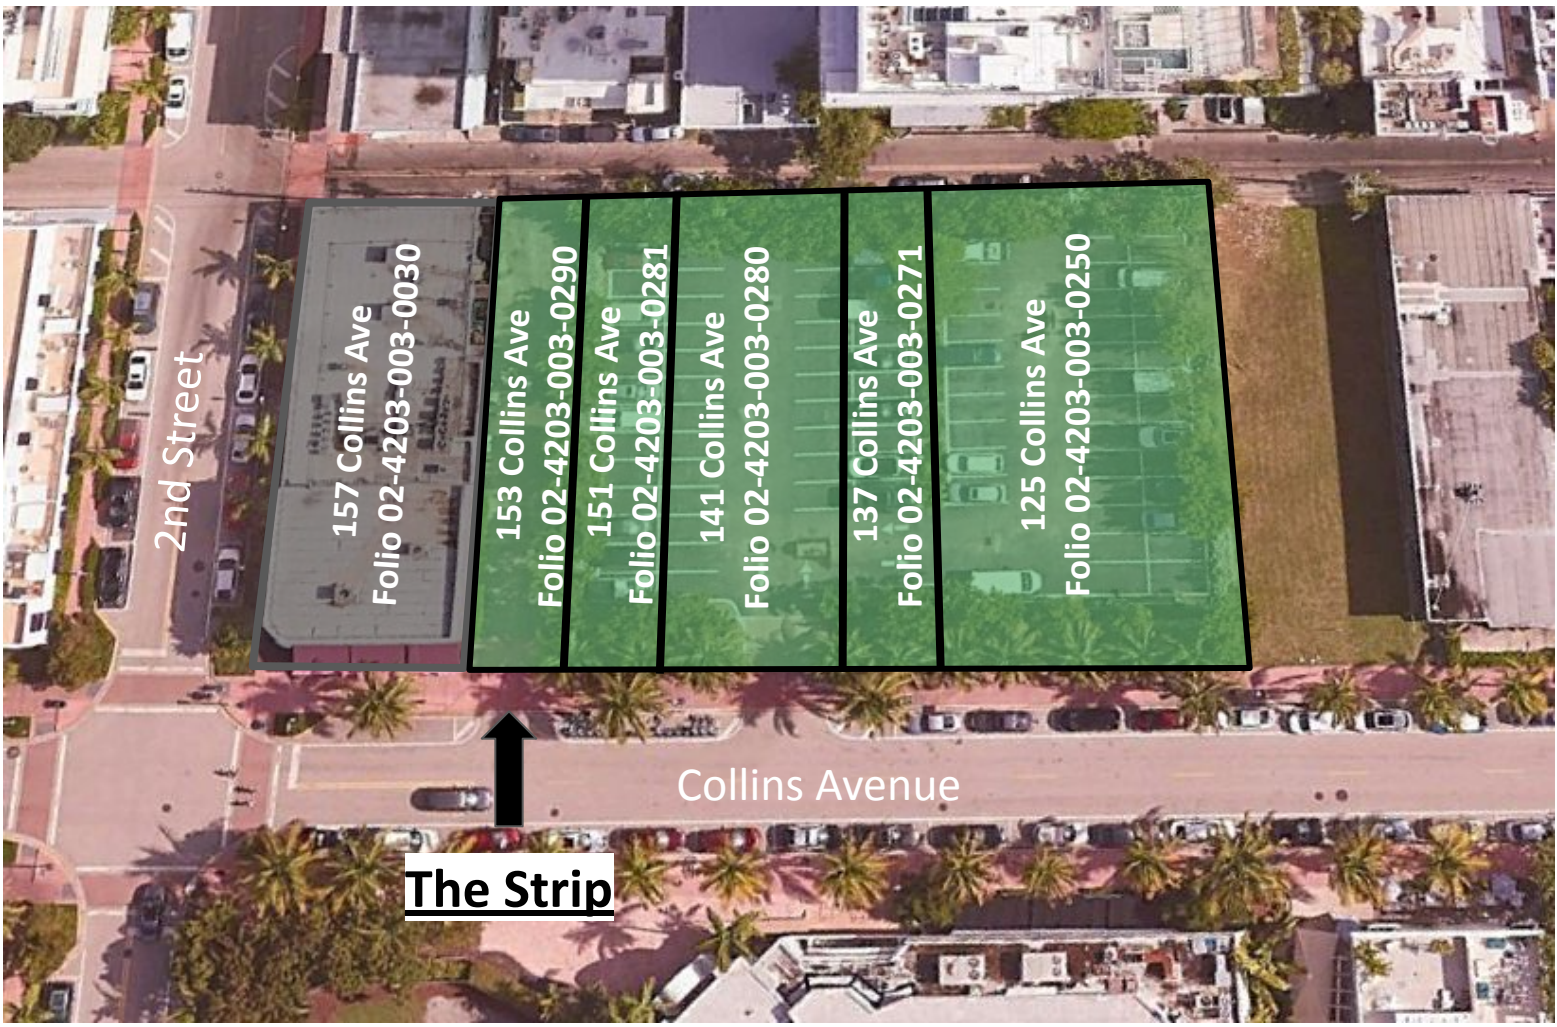 2nd Street
157 Collins Ave
Folio 02-4203-003-0030
153 Collins Ave
Folio 02-4203-003-0290
151 Collins Ave
Folio 02-4203-003-0281
141 Collins Ave
Folio 02-4203-003-0280
137 Collins Ave
Folio 02-4203-003-0271
125 Collins Ave
Folio 02-4203-003-0250
Collins Avenue
The Strip